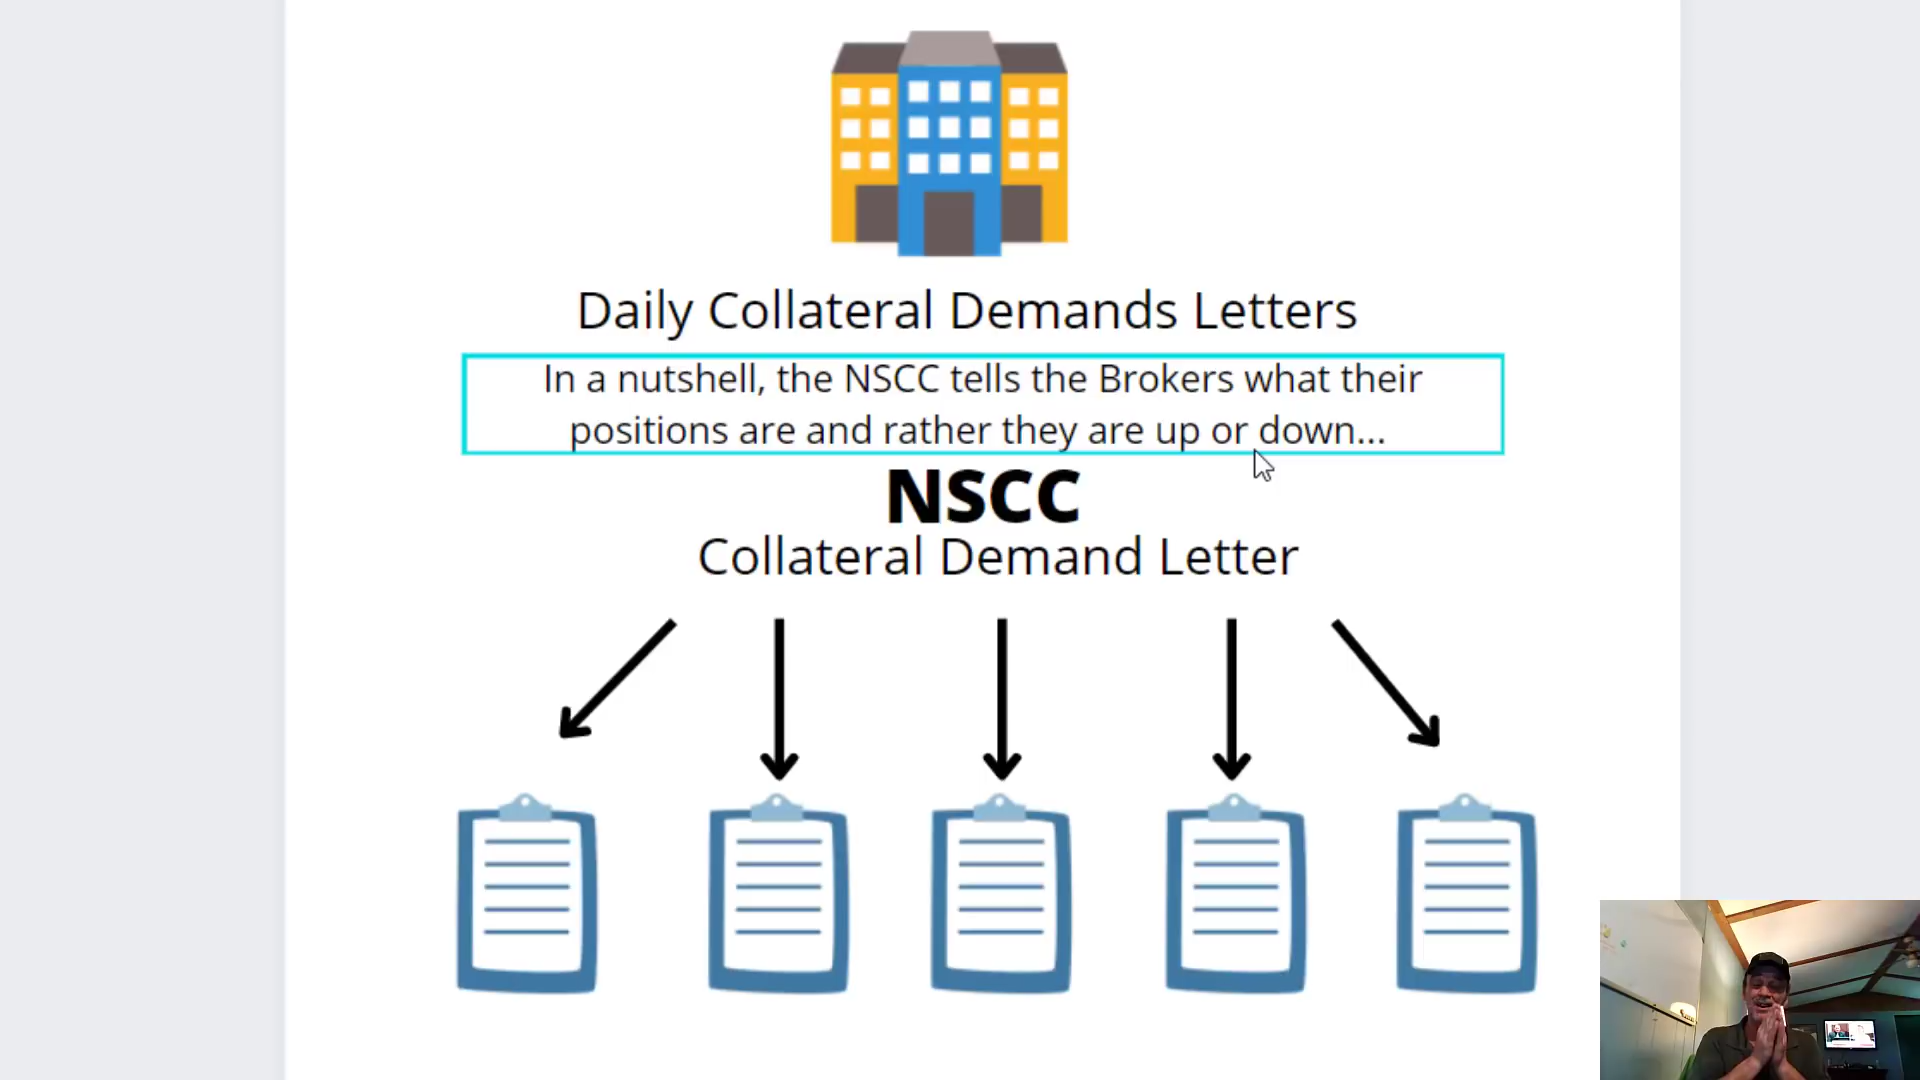 Daily Collateral Demands Letters
In a nutshell, the NSCC tells the Brokers what their
positions are and rather they are up or down...
NSCC
Collateral Demand Letter